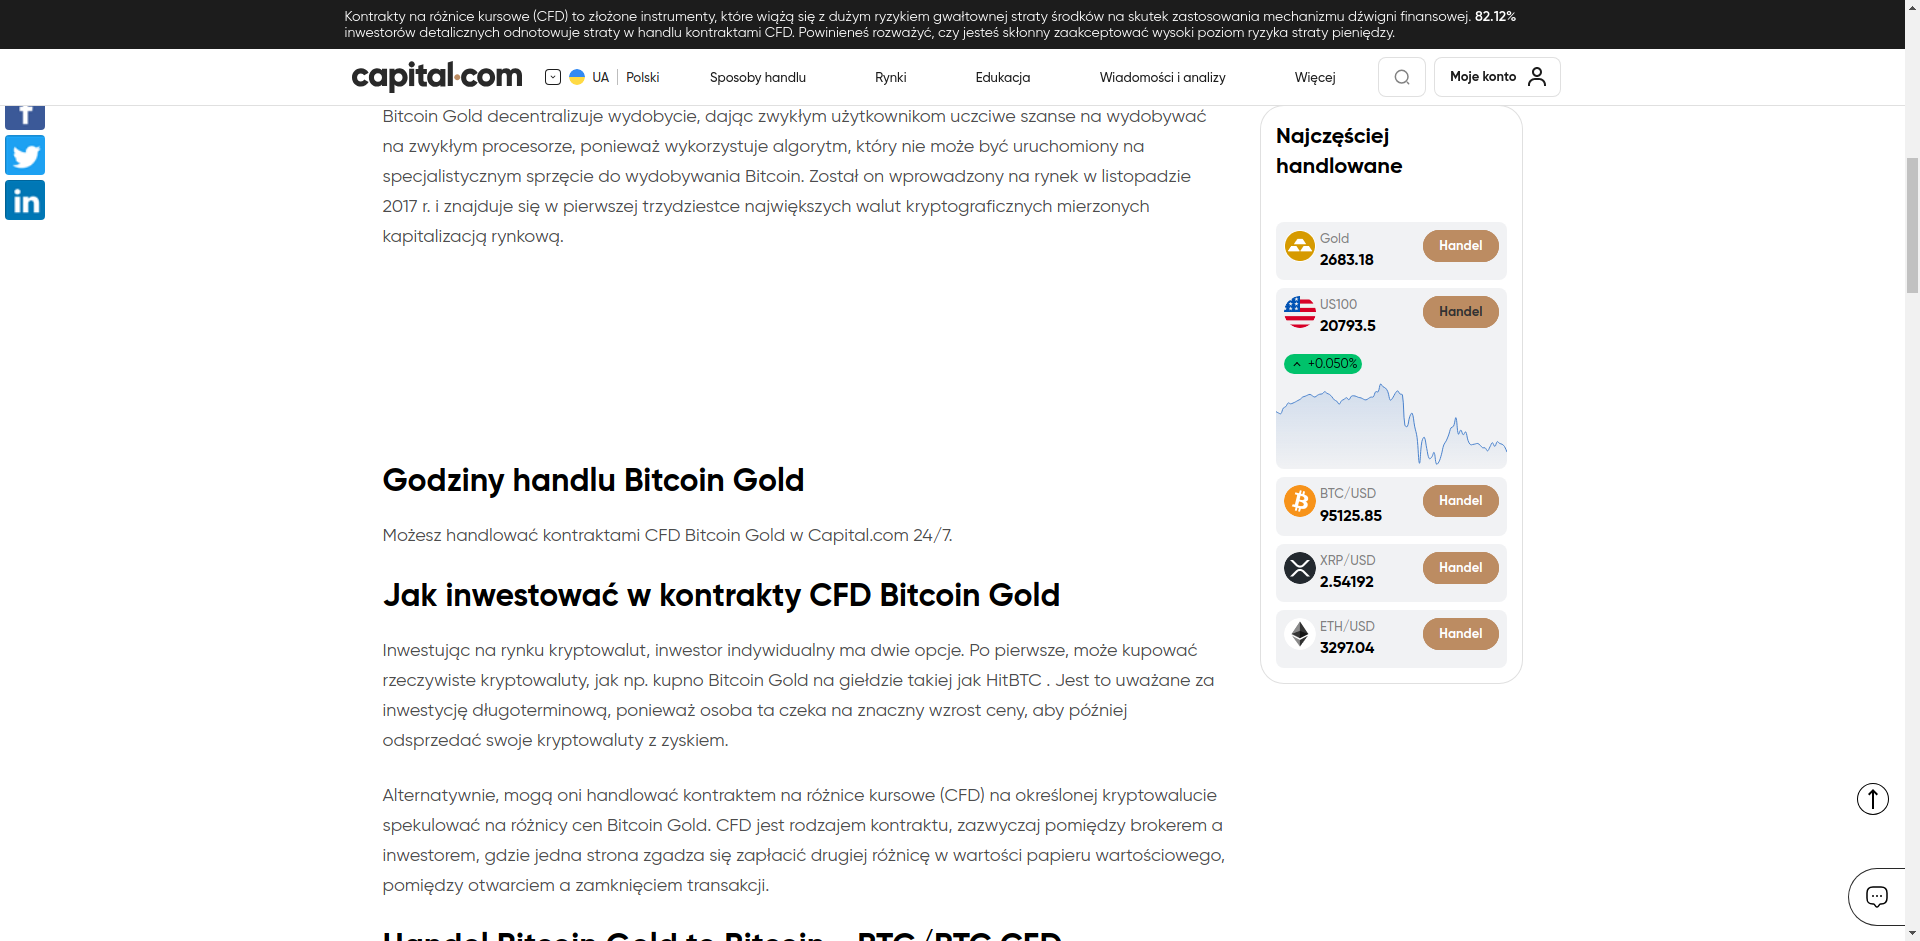 Kontrakty na różnice kursowe (CFD) to złożone instrumenty, które wiążą się z dużym ryzykiem gwałtownej straty środków na skutek zastosowania mechanizmu dźwigni finansowej. 82.12%
inwestorów detalicznych odnotowuje straty w handlu kontraktami CFD. Powinieneś rozważyć, czy jesteś skłonny zaakceptować wysoki poziom ryzyka straty pieniędzy.
capital.com
UA
Polski
Sposoby handlu
Rynki
Edukacja
Wiadomości i analizy
Więcej
Moje konto
Bitcoin Gold decentralizuje wydobycie, dając zwykłym użytkownikom uczciwe szanse na wydobywać
na zwykłym procesorze, ponieważ wykorzystuje algorytm, który nie może być uruchomiony na
specjalistycznym sprzęcie do wydobywania Bitcoin. Został on wprowadzony na rynek w listopadzie
2017 r. i znajduje się w pierwszej trzydziestce największych walut kryptograficznych mierzonych
kapitalizacją rynkową.
Godziny handlu Bitcoin Gold
Możesz handlować kontraktami CFD Bitcoin Gold w Capital.com 24/7.
Jak inwestować w kontrakty CFD Bitcoin Gold
Inwestując na rynku kryptowalut, inwestor indywidualny ma dwie opcje. Po pierwsze, może kupować
rzeczywiste kryptowaluty, jak np. kupno Bitcoin Gold na giełdzie takiej jak HitBTC . Jest to uważane za
inwestycję długoterminową, ponieważ osoba ta czeka na znaczny wzrost ceny, aby później
odsprzedać swoje kryptowaluty z zyskiem.
Alternatywnie, mogą oni handlować kontraktem na różnice kursowe (CFD) na określonej kryptowalucie
spekulować na różnicy cen Bitcoin Gold. CFD jest rodzajem kontraktu, zazwyczaj pomiędzy brokerem a
inwestorem, gdzie jedna strona zgadza się zapłacić drugiej różnicę w wartości papieru wartościowego,
pomiędzy otwarciem a zamknięciem transakcji.
Handel Bitcoin Gold to Bitcoin – BTG/BTC CFD
Najczęściej
handlowane
Gold
2683.18
Handel
US100
20793.5
Handel
+0.050%
BTC/USD
95125.85
Handel
XRP/USD
2.54192
Handel
ETH/USD
3297.04
Handel